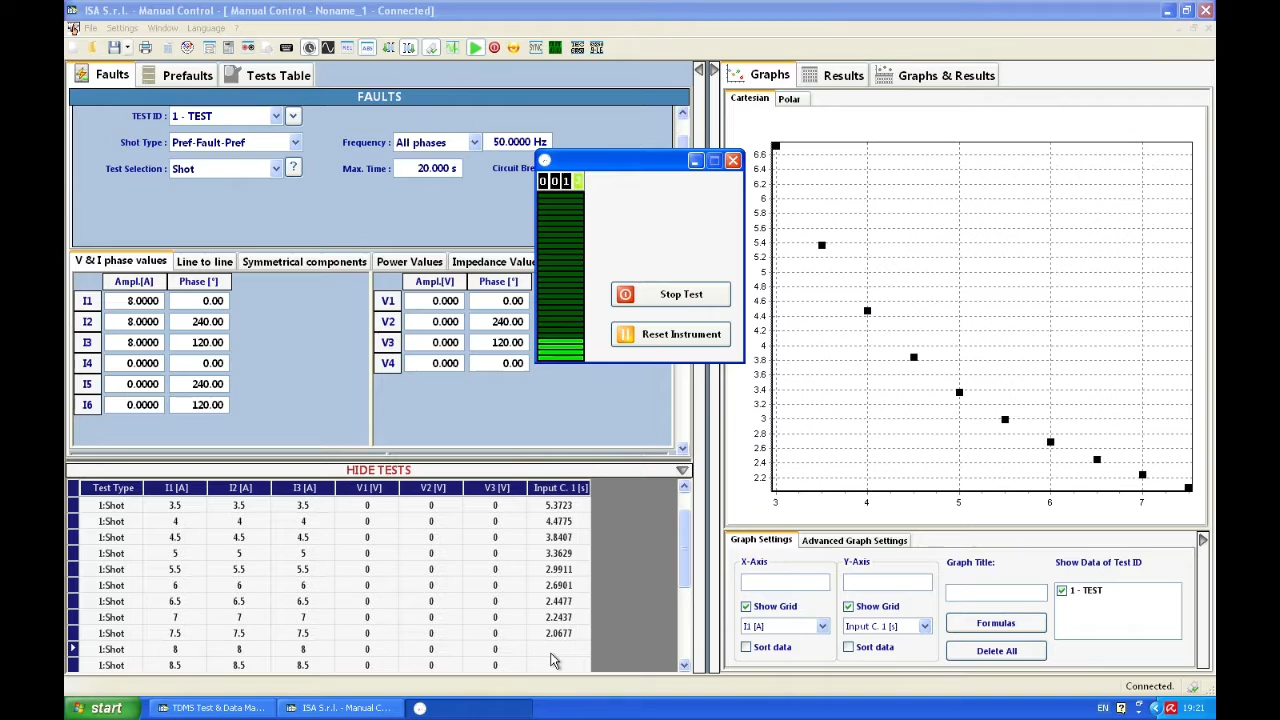 ISA S.r.l. - Manual Control - [ Manual Control - Noname_1 - Connected]
File Settings Window Language ?
Faults Prefaults Tests Table
FAULTS
TEST ID : 1 - TEST
Shot Type : Pref-Fault-Pref Frequency : All phases 50.0000 Hz
Test Selection : Shot ? Max. Time : 20.000 s Circuit Bre
0 0 1
Stop Test
Reset Instrument
V & I phase values Line to line Symmetrical components Power Values Impedance Valu
Ampl.[A] Phase [°] Ampl.[V] Phase [°]
I1 8.0000 0.00 V1 0.000 0.00
I2 8.0000 240.00 V2 0.000 240.00
I3 8.0000 120.00 V3 0.000 120.00
I4 0.0000 0.00 V4 0.000 0.00
I5 0.0000 240.00
I6 0.0000 120.00
HIDE TESTS
Test Type I1 [A] I2 [A] I3 [A] V1 [V] V2 [V] V3 [V] Input C. 1 [s]
1:Shot 3.5 3.5 3.5 0 0 0 5.3723
1:Shot 4 4 4 0 0 0 4.4775
1:Shot 4.5 4.5 4.5 0 0 0 3.8407
1:Shot 5 5 5 0 0 0 3.3629
1:Shot 5.5 5.5 5.5 0 0 0 2.9911
1:Shot 6 6 6 0 0 0 2.6901
1:Shot 6.5 6.5 6.5 0 0 0 2.4477
1:Shot 7 7 7 0 0 0 2.2437
1:Shot 7.5 7.5 7.5 0 0 0 2.0677
1:Shot 8 8 8 0 0 0
1:Shot 8.5 8.5 8.5 0 0 0
Graphs Results Graphs & Results
Cartesian Polar
6.6
6.4
6.2
6
5.8
5.6
5.4
5.2
5
4.8
4.6
4.4
4.2
4
3.8
3.6
3.4
3.2
3
2.8
2.6
2.4
2.2
3 4 5 6 7
Graph Settings Advanced Graph Settings
X-Axis Y-Axis Graph Title: Show Data of Test ID
1 - TEST
Show Grid Show Grid
I1 [A] Input C. 1 [s] Formulas
Sort data Sort data Delete All
Connected.
start TDMS Test & Data Ma... ISA S.r.l. - Manual C... EN ? 19:21